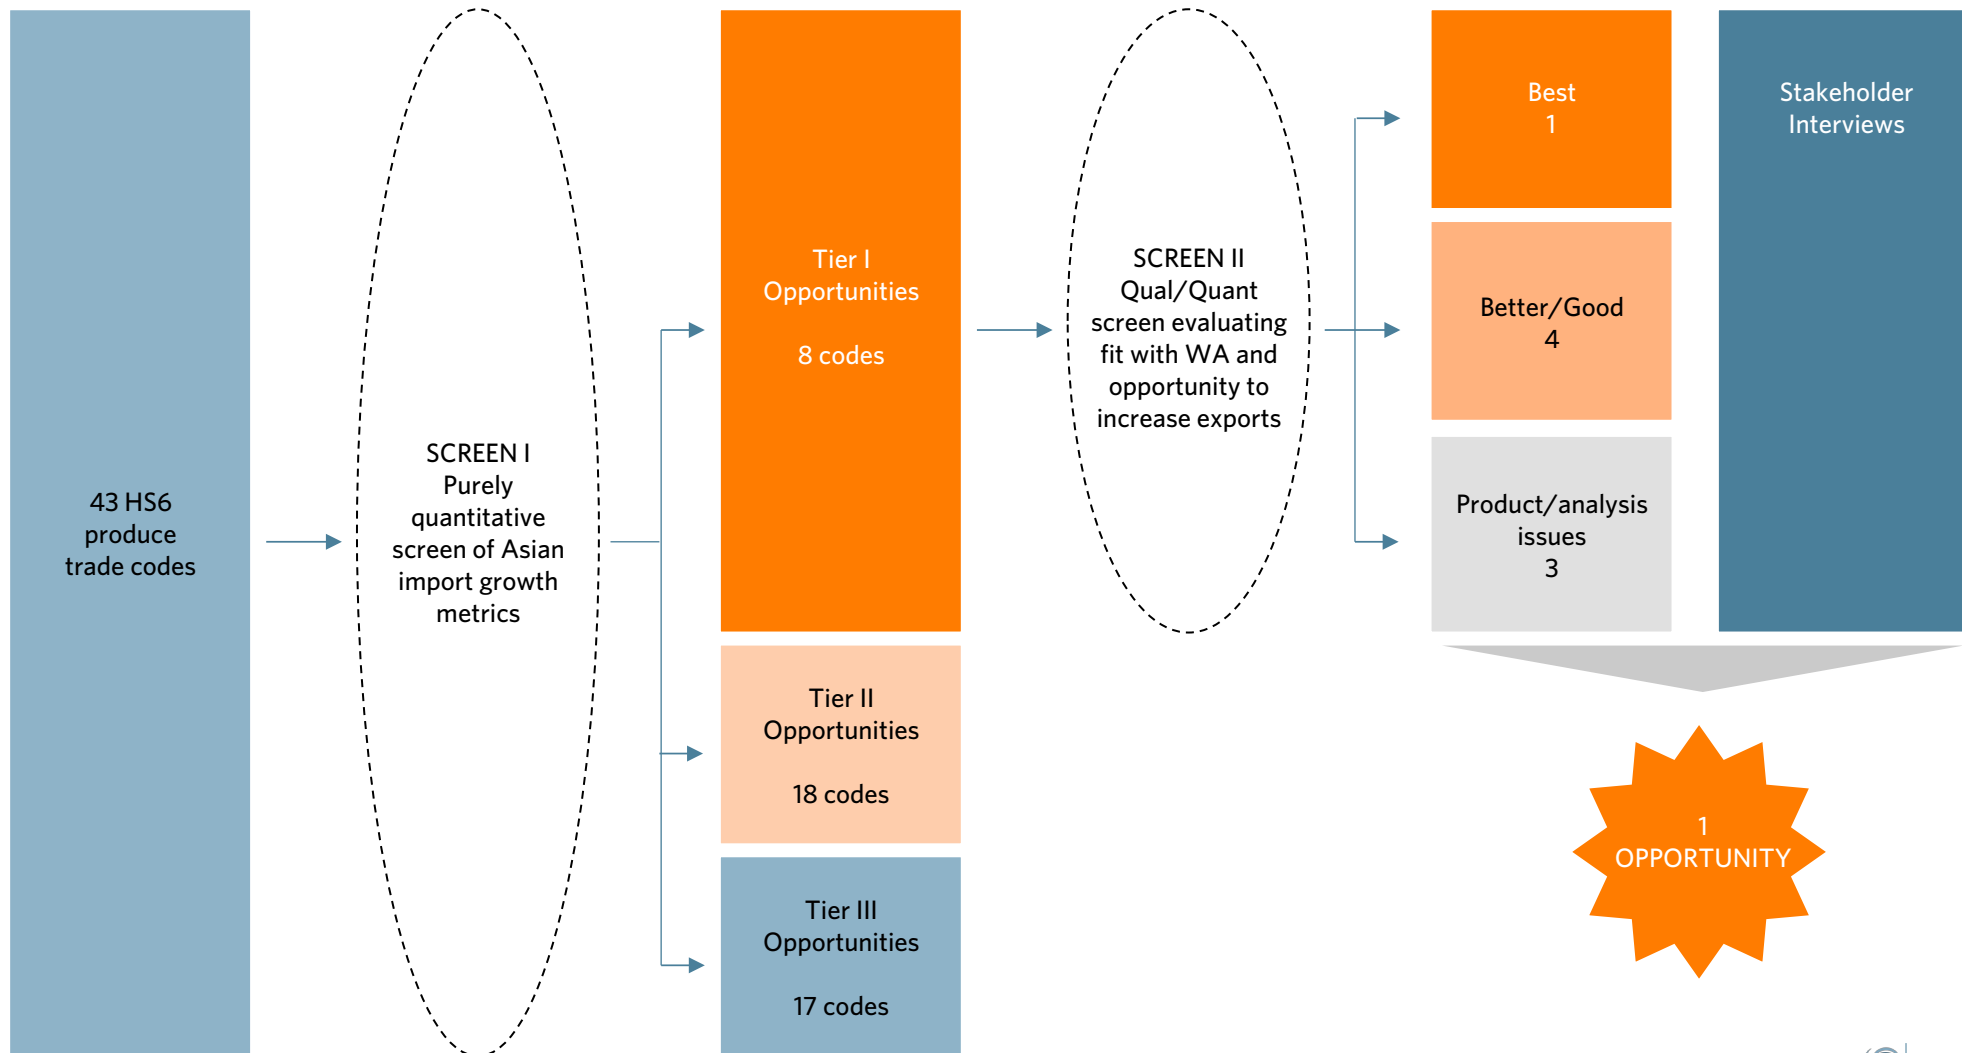 43 HS6
produce
trade codes
SCREEN I
Purely
quantitative
screen of Asian
import growth
metrics
Tier I
Opportunities
8 codes
Tier II
Opportunities
18 codes
Tier III
Opportunities
17 codes
SCREEN II
Qual/Quant
screen evaluating
fit with WA and
opportunity to
increase exports
Best
1
Better/Good
4
Product/analysis
issues
3
Stakeholder
Interviews
1
OPPORTUNITY